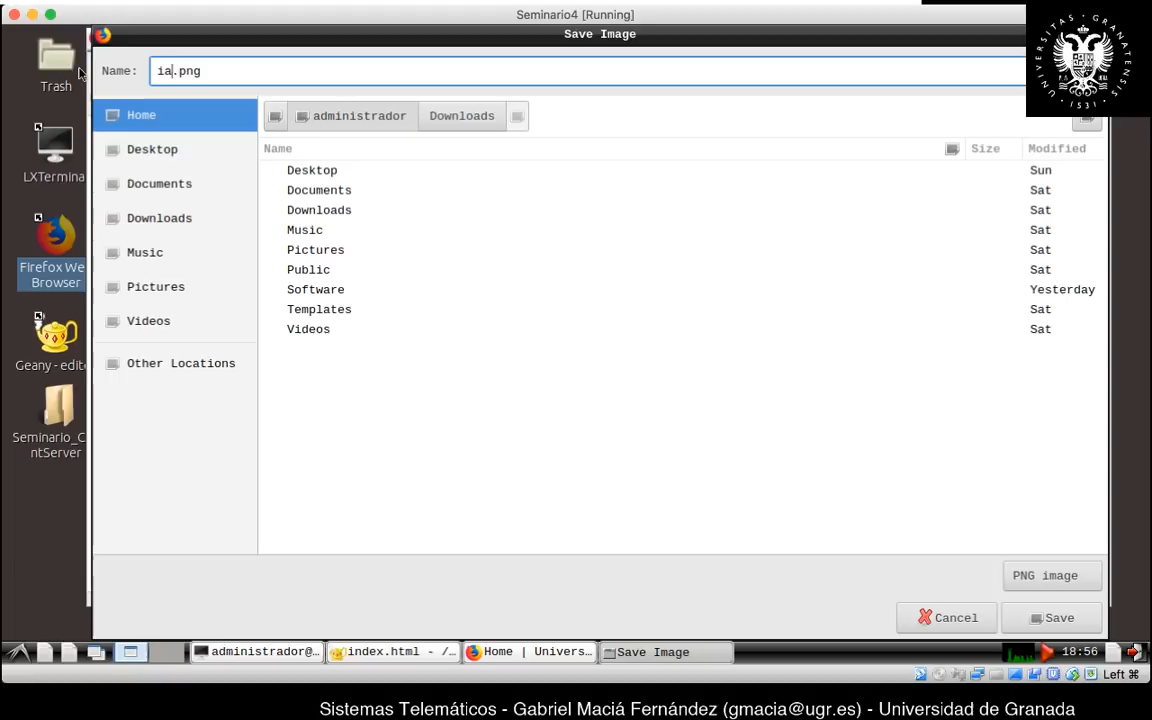 Seminario4 [Running]
Save Image
UNIVERSITAS GRANATENSIS
1531
Name: ia.png
Trash
LXTermina
Firefox We
Browser
Geany - edit
Seminario_C
ntServer
Home
Desktop
Documents
Downloads
Music
Pictures
Videos
Other Locations
administrador Downloads
Name Size Modified
Desktop Sun
Documents Sat
Downloads Sat
Music Sat
Pictures Sat
Public Sat
Software Yesterday
Templates Sat
Videos Sat
PNG image
Cancel Save
administrador@… index.html - /… Home | Univers… Save Image 18:56
Left ⌘
Sistemas Telemáticos - Gabriel Maciá Fernández (gmacia@ugr.es) - Universidad de Granada